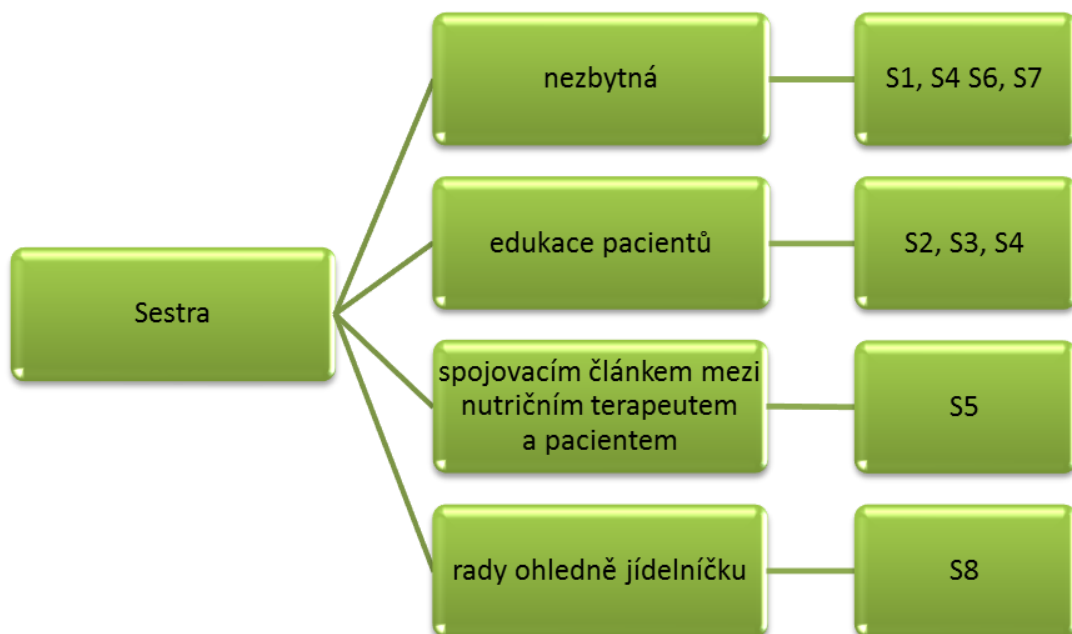 Sestra
nezbytná
S1, S4 S6, S7
edukace pacientů
S2, S3, S4
spojovacím článkem mezi
nutričním terapeutem
a pacientem
S5
rady ohledně jídelníčku
S8